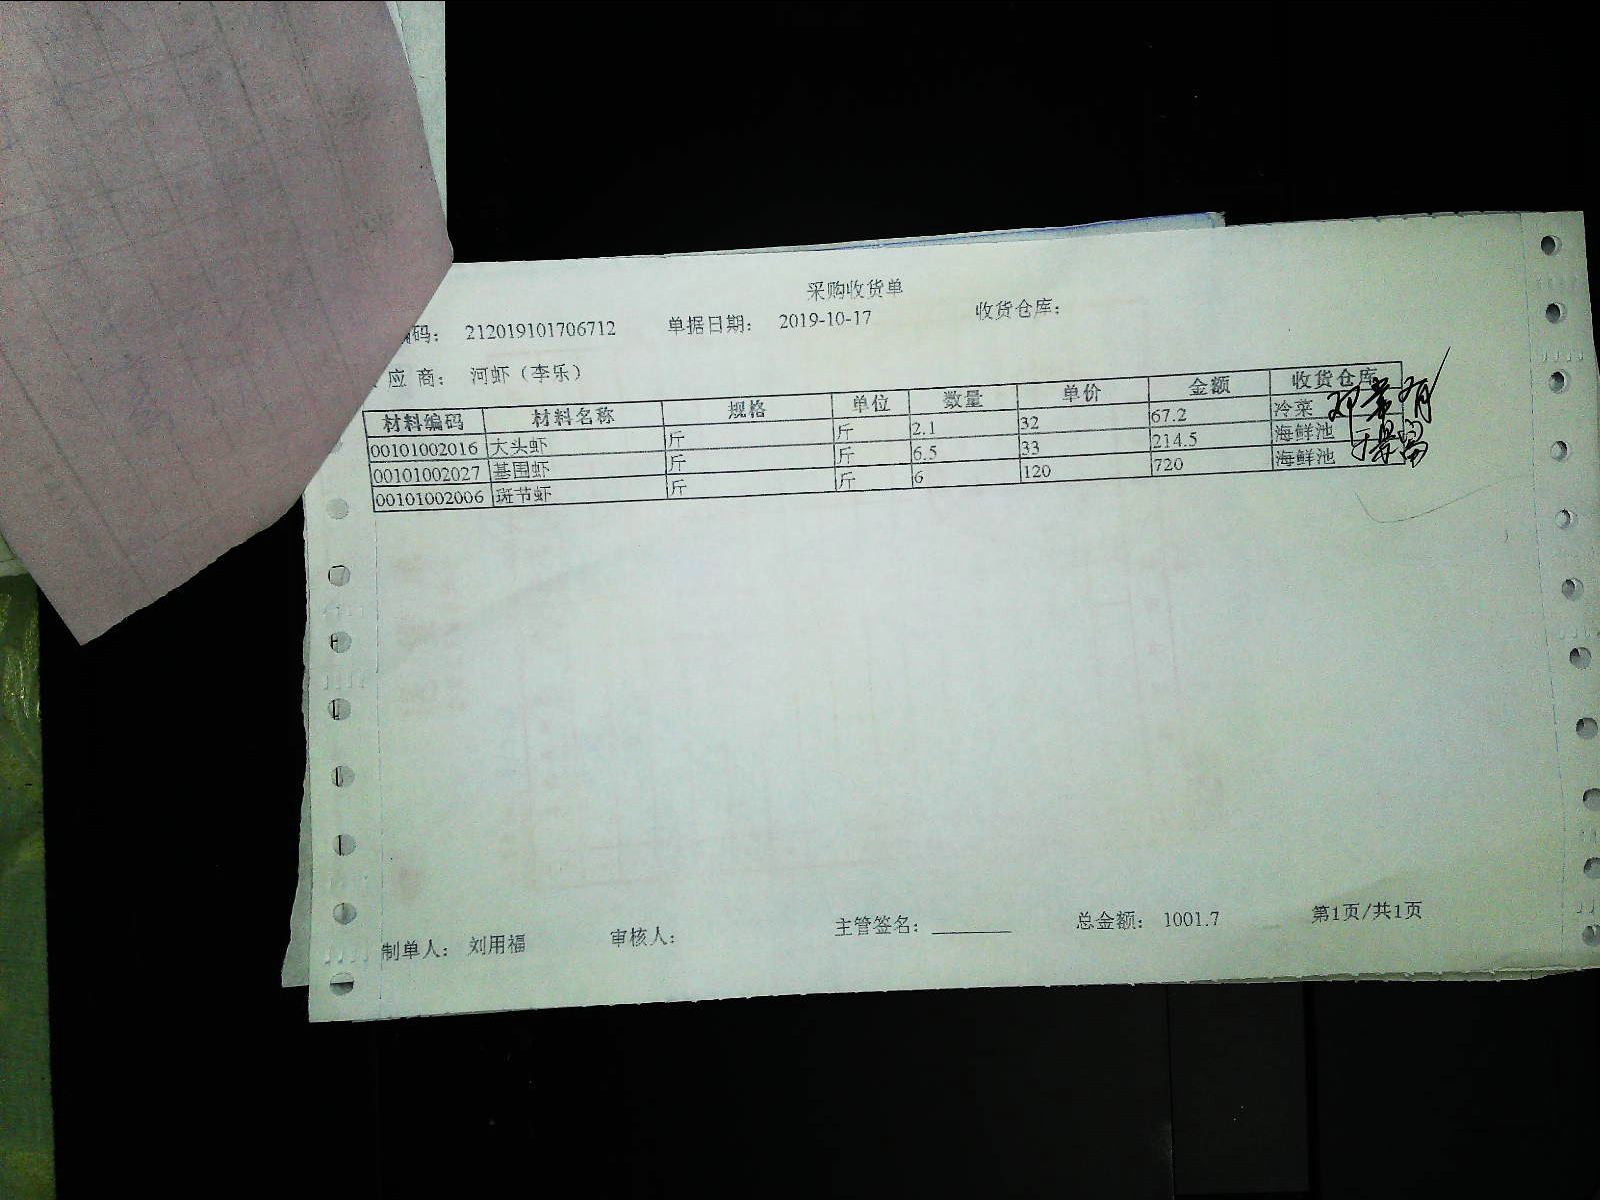 采购收货单
编码： 212019101706712 单据日期： 2019-10-17 收货仓库：
应 商： 河虾（李乐）
材料编码 材料名称 规格 单位 数量 单价 金额 收货仓库
00101002016 大头虾 斤 斤 2.1 32 67.2 冷菜
00101002027 基围虾 斤 斤 6.5 33 214.5 海鲜池
00101002006 斑节虾 斤 斤 6 120 720 海鲜池
制单人： 刘用福 审核人： 主管签名： 总金额： 1001.7 第1页/共1页